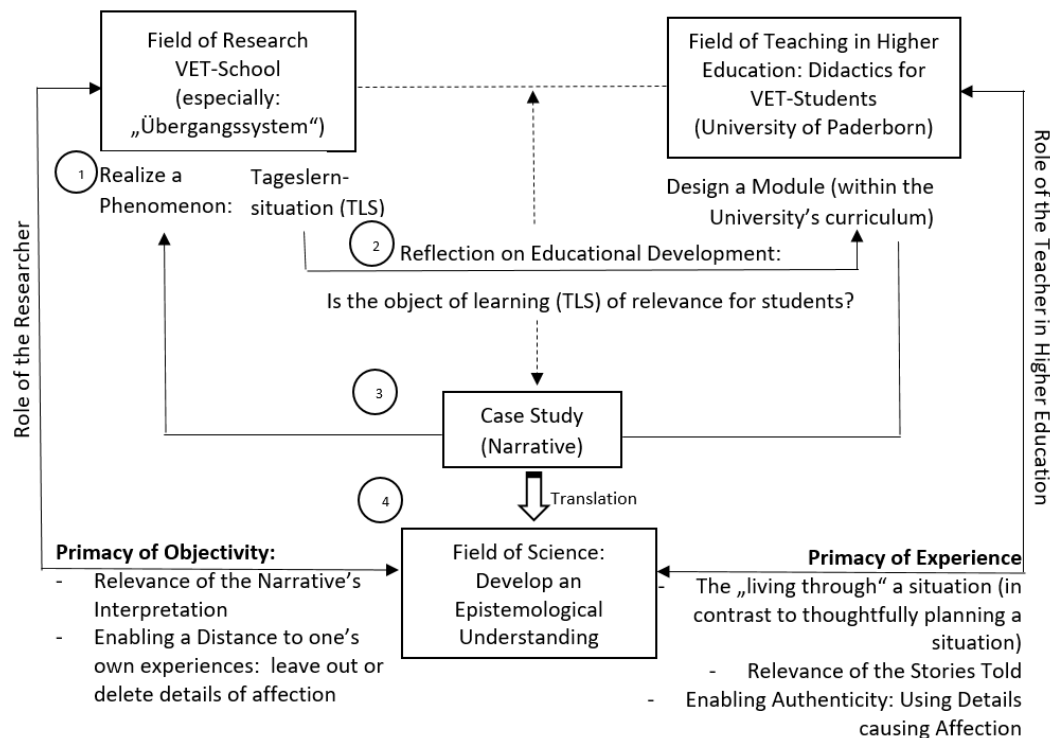 Field of Research
VET-School
(especially:
„Übergangssystem“)
Field of Teaching in Higher
Education: Didactics for
VET-Students
(University of Paderborn)
Role of the Researcher
Role of the Teacher in Higher Education
1
Realize a
Phenomenon:
Tageslern-
situation (TLS)
Design a Module (within the
University’s curriculum)
2
Reflection on Educational Development:
Is the object of learning (TLS) of relevance for students?
3
Case Study
(Narrative)
4
Translation
Field of Science:
Develop an
Epistemological
Understanding
Primacy of Objectivity:
- Relevance of the Narrative’s
Interpretation
- Enabling a Distance to one’s
own experiences: leave out or
delete details of affection
Primacy of Experience
- The „living through“ a situation (in
contrast to thoughtfully planning a
situation)
- Relevance of the Stories Told
- Enabling Authenticity: Using Details
causing Affection